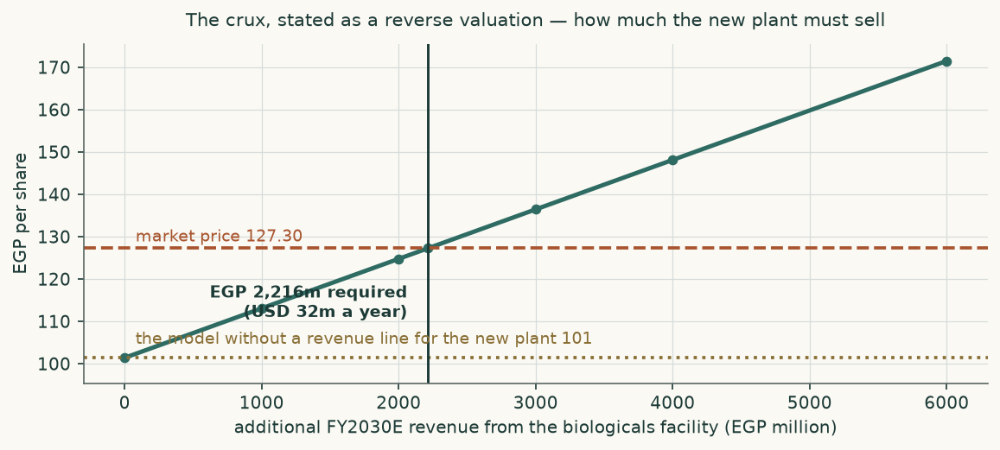 The crux, stated as a reverse valuation — how much the new plant must sell
EGP per share
170
160
150
140
130
120
110
100
market price 127.30
EGP 2,216m required
(USD 32m a year)
the model without a revenue line for the new plant 101
0
1000
2000
3000
4000
5000
6000
additional FY2030E revenue from the biologicals facility (EGP million)